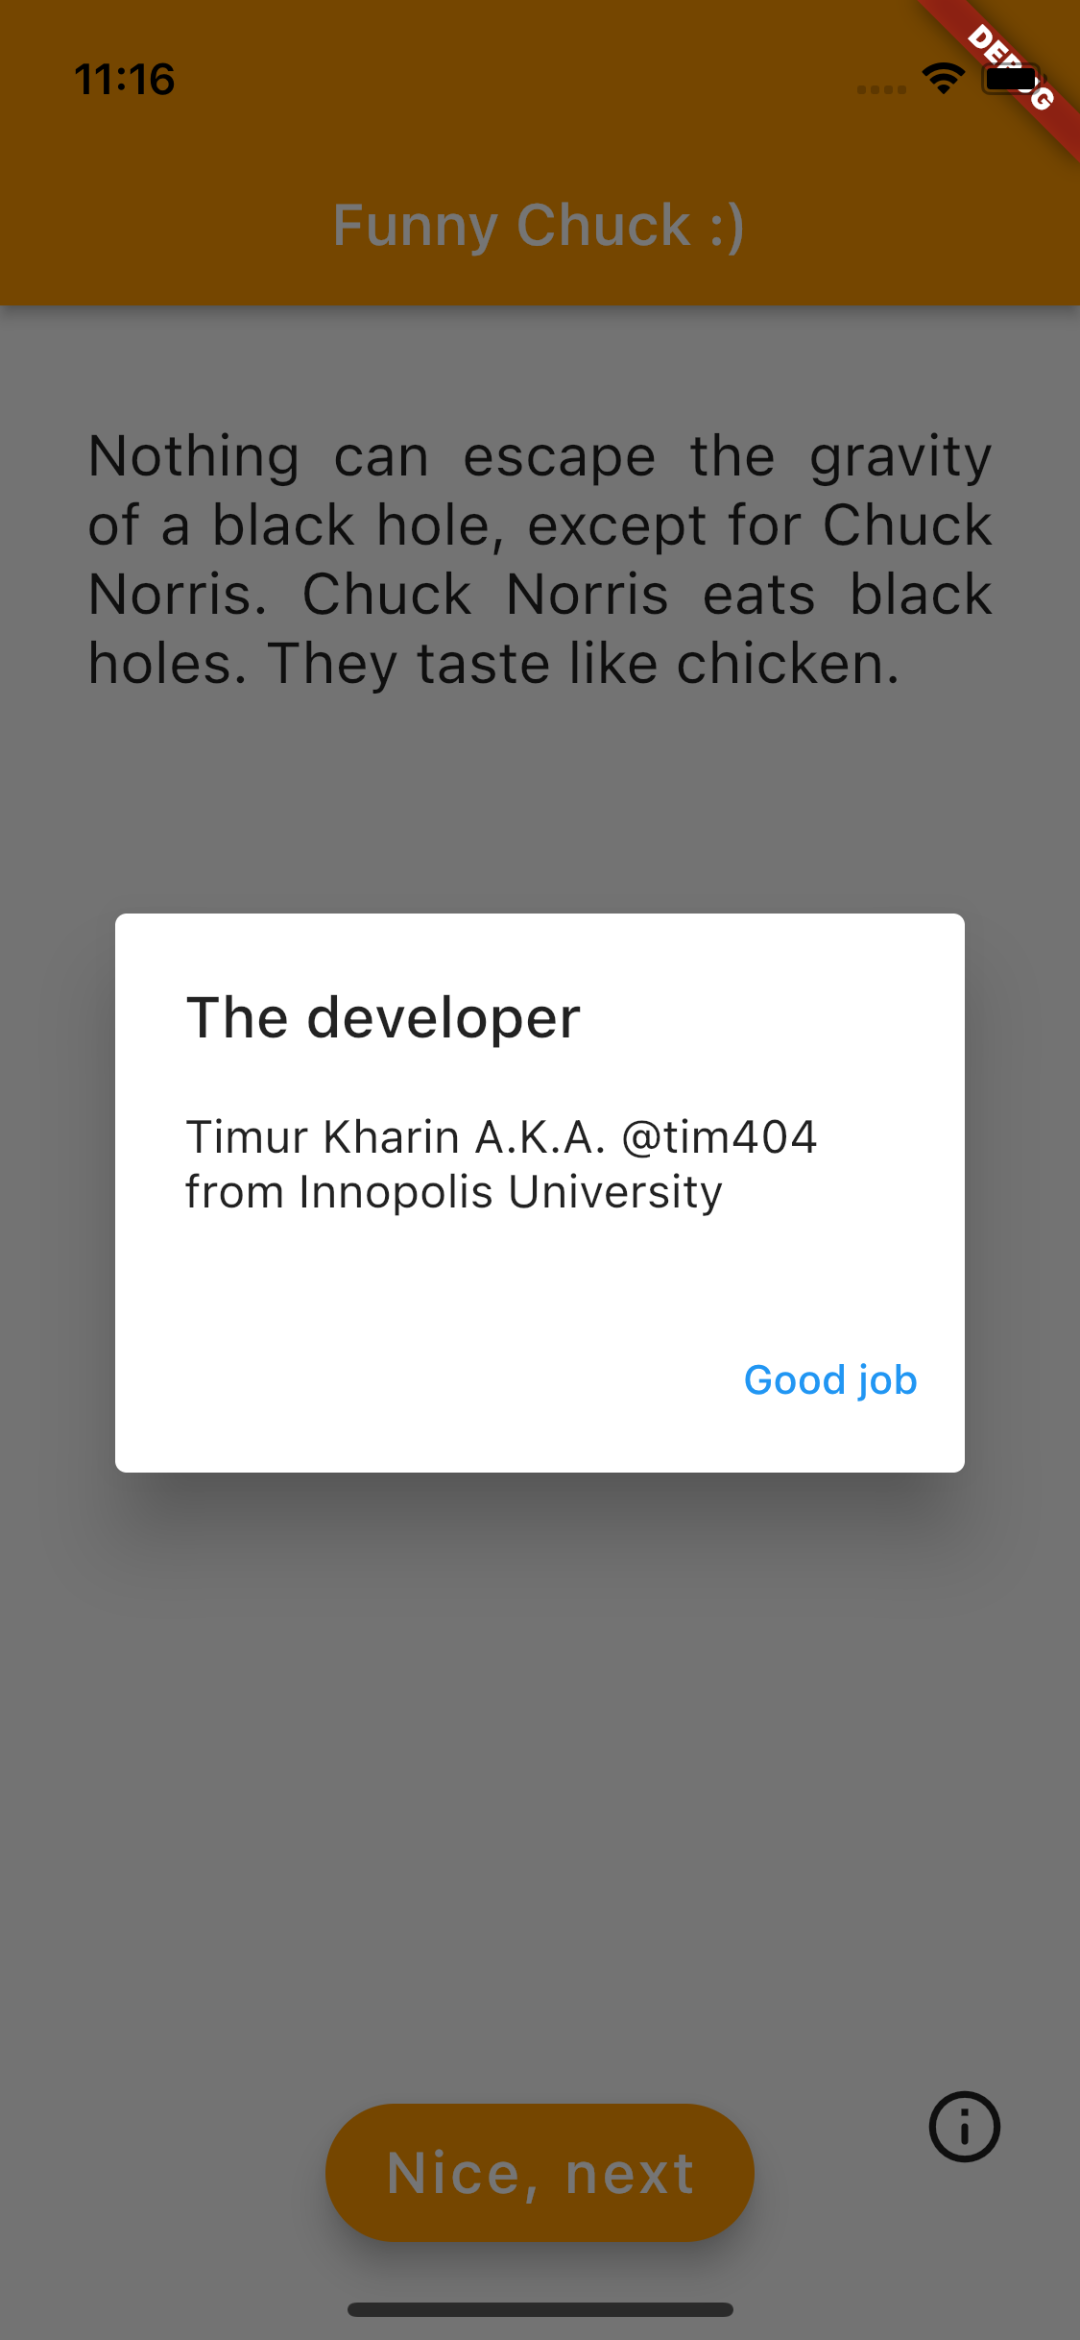 11:16
DEBUG
Funny Chuck :)
Nothing can escape the gravity
of a black hole, except for Chuck
Norris. Chuck Norris eats black
holes. They taste like chicken.
The developer
Timur Kharin A.K.A. @tim404
from Innopolis University
Good job
Nice, next